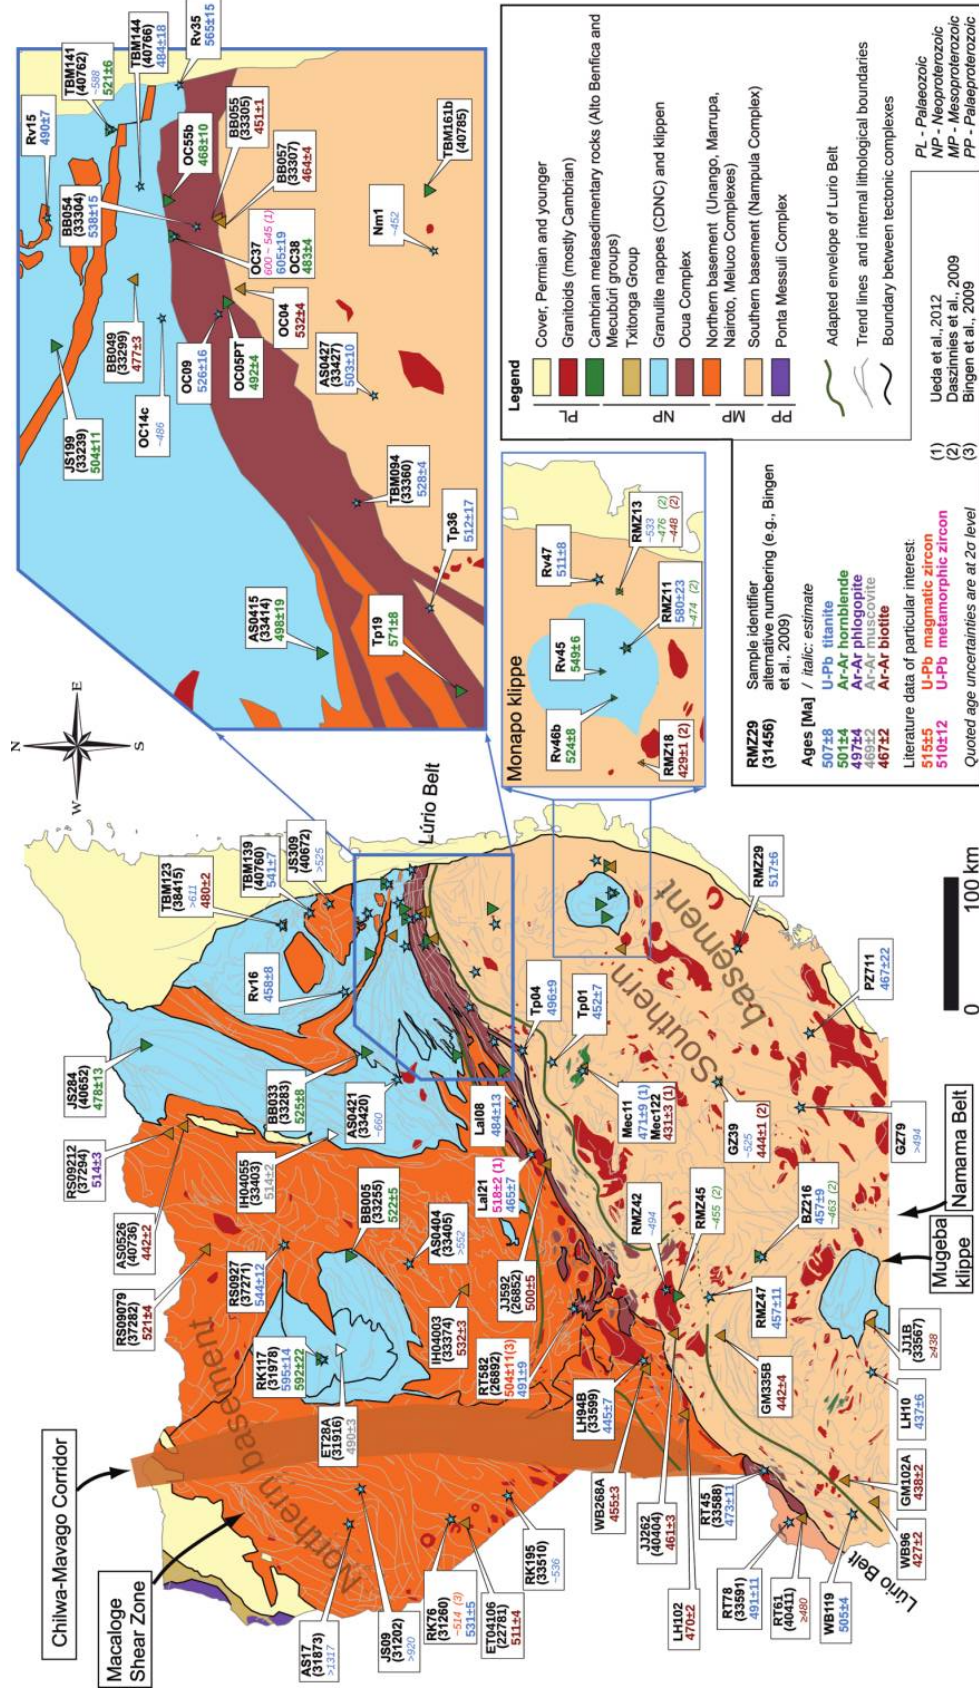 Chilwa-Mavago Corridor
Macaloge
Shear Zone
Northern basement
Southern basement
Lúrio Belt
Lúrio Belt
Namama Belt
Mugeba
klippe
N
S
W
E
0
100 km
AS17
(31873)
>1317
JS09
(31202)
>920
RK76
(31260)
~514 (3)
531±5
ET04106
(22781)
511±4
RK195
(33510)
~536
ET28A
(31916)
490±3
RK117
(31978)
595±14
592±22
RS0927
(37271)
544±12
RS09079
(37282)
521±4
AS0526
(40736)
442±2
RS09212
(37294)
514±3
JS284
(40652)
478±13
IH04055
(33403)
514±2
BB005
(33255)
522±5
AS0404
(33405)
>552
IH04003
(33374)
532±3
JJ592
(26852)
500±5
RT582
(26892)
504±11(3)
491±9
LH94B
(33599)
445±7
WB268A
455±3
JJ262
(40404)
461±3
LH102
470±2
RT45
(33588)
473±11
RT78
(33591)
491±11
RT61
(40411)
≥480
WB119
505±4
WB96
427±2
GM102A
438±2
LH10
437±6
JJ1B
(33567)
≥438
GM335B
442±4
RMZ47
457±11
BZ216
457±9
~463 (2)
RMZ45
~455 (2)
RMZ42
~494
GZ39
~525
444±1 (2)
GZ79
>494
PZ711
467±22
RMZ29
517±6
Mec11
471±9 (1)
Mec122
431±3 (1)
Tp01
452±7
Tp04
496±9
Lal08
484±13
Lal21
518±2 (1)
465±7
AS0421
(33420)
~660
BB033
(33283)
525±8
Rv16
458±8
TBM123
(38415)
>611
480±2
TBM139
(40760)
541±7
JS309
(40672)
>525
JS199
(33239)
504±11
BB049
(33299)
477±3
OC14c
~486
BB054
(33304)
538±15
Rv15
490±7
TBM141
(40762)
~588
521±6
TBM144
(40766)
484±18
Rv35
565±15
OC55b
468±10
BB055
(33305)
451±1
BB057
(33307)
464±4
OC37
600 ~ 545 (1)
605±19
OC38
483±4
OC09
526±16
OC05PT
492±4
OC04
532±4
TBM161b
(40785)
Nm1
~452
AS0427
(33427)
503±10
TBM094
(33360)
528±4
Tp36
512±17
Tp19
571±8
AS0415
(33414)
498±19
Monapo klippe
Rv46b
524±8
Rv45
549±6
Rv47
511±8
RMZ13
~533
~476 (2)
~448 (2)
RMZ11
580±23
~474 (2)
RMZ18
429±1 (2)
Legend
PL
NP
MP
PP
Cover, Permian and younger
Granitoids (mostly Cambrian)
Cambrian metasedimentary rocks (Alto Benfica and
Mecubúri groups)
Txitonga Group
Granulite nappes (CDNC) and klippen
Ocua Complex
Northern basement (Unango, Marrupa,
Nairoto, Meluco Complexes)
Southern basement (Nampula Complex)
Ponta Messuli Complex
Adapted envelope of Lurio Belt
Trend lines and internal lithological boundaries
Boundary between tectonic complexes
RMZ29
(31456)
Sample identifier
alternative numbering (e.g., Bingen
et al., 2009)
Ages [Ma] / italic: estimate
507±8 U-Pb titanite
501±4 Ar-Ar hornblende
497±4 Ar-Ar phlogopite
469±2 Ar-Ar muscovite
467±2 Ar-Ar biotite
Literature data of particular interest:
515±5 U-Pb magmatic zircon
510±12 U-Pb metamorphic zircon
Quoted age uncertainties are at 2σ level
(1) Ueda et al., 2012
(2) Daszinnies et al., 2009
(3) Bingen et al., 2009
PL - Palaeozoic
NP - Neoproterozoic
MP - Mesoproterozoic
PP - Palaeoproterozoic